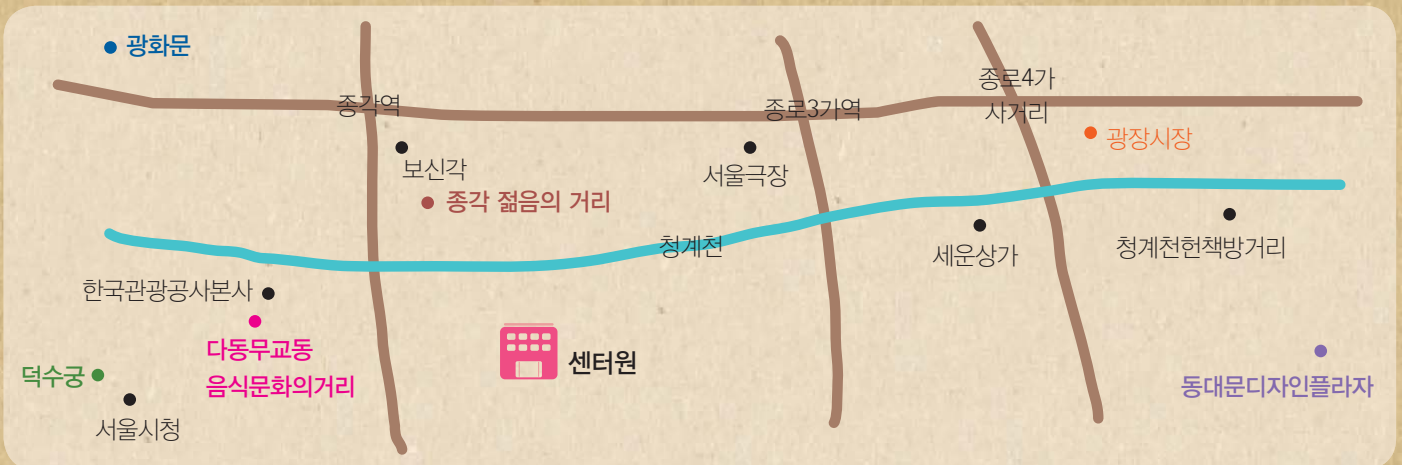 광화문
종각역
종로3가역
종로4가
사거리
광장시장
보신각
서울극장
종각 젊음의 거리
청계천
세운상가
청계천헌책방거리
한국관광공사본사
다동무교동
음식문화의거리
센터원
덕수궁
서울시청
동대문디자인플라자